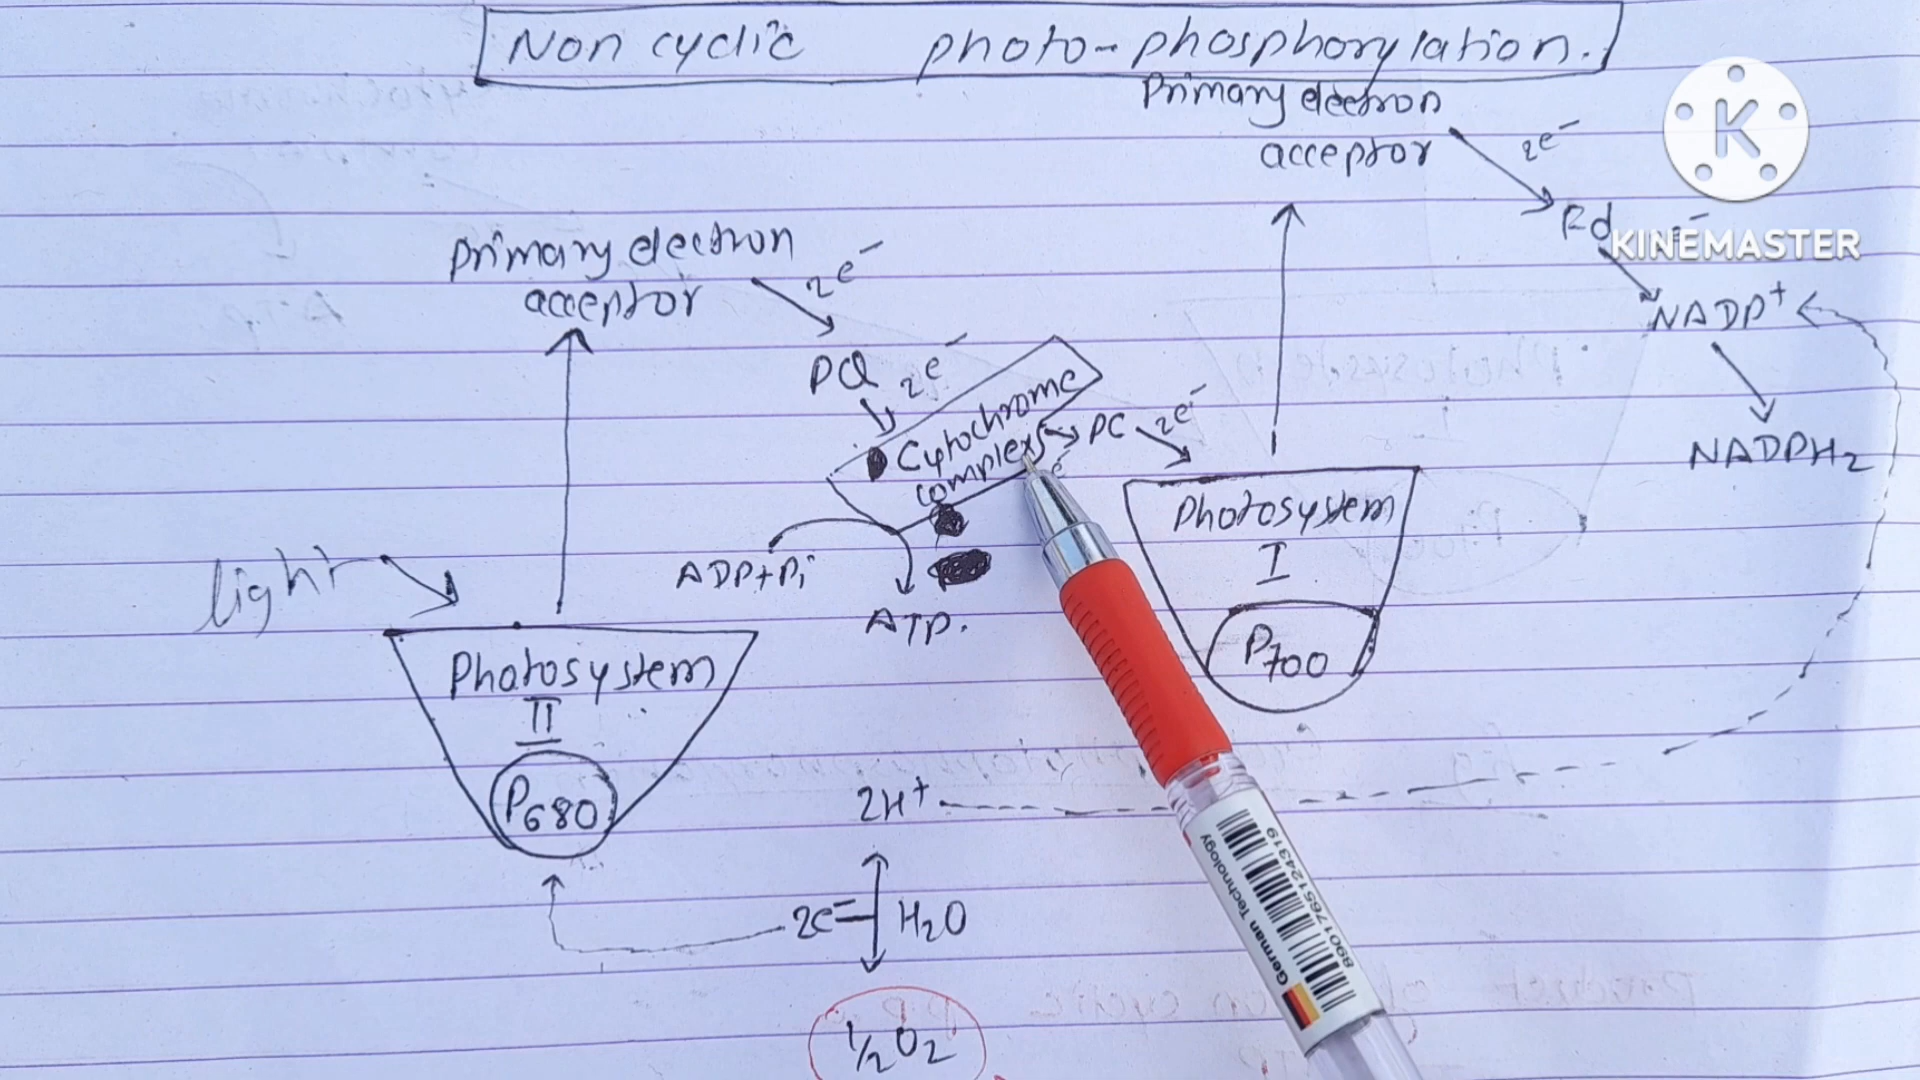 Non cyclic photo-phosphorylation.
Primary electron
acceptor
2e⁻
Fd
KINEMASTER
NADP⁺
NADPH₂
Primary electron
acceptor
2e⁻
PQ
2e⁻
Cytochrome
complex
PC
2e⁻
e⁻
ADP+Pi
ATP.
Photosystem
I
P700
light
Photosystem
II
P680
2H⁺
2e⁻
H₂O
½O₂
German Technology
8901765124319